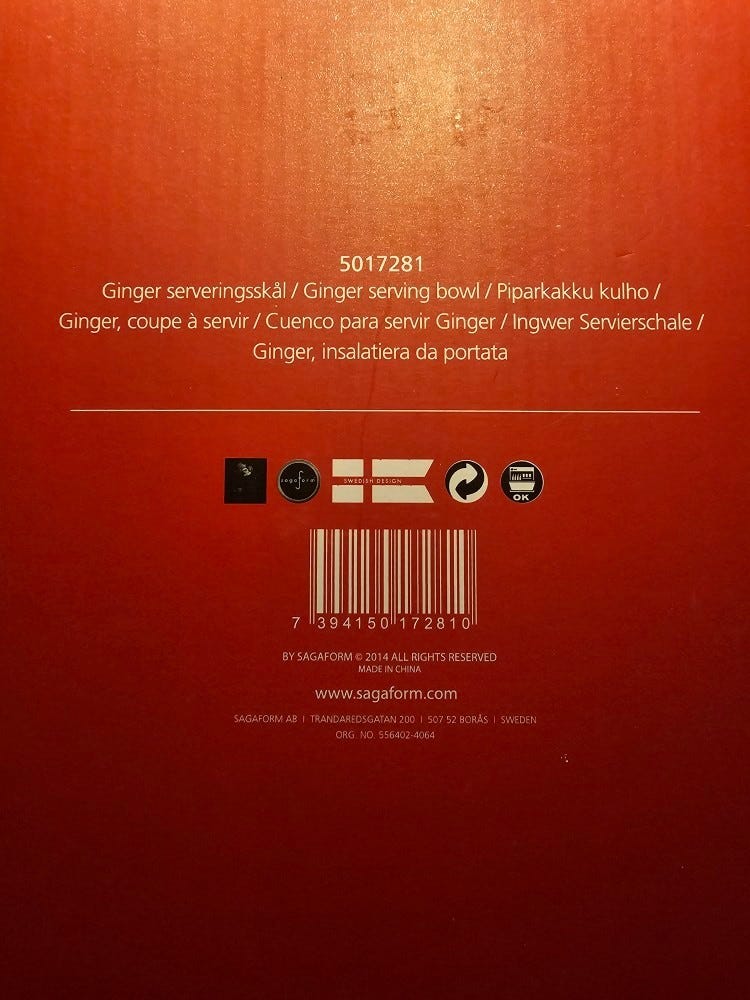 5017281
Ginger serveringsskål / Ginger serving bowl / Piparkakku kulho /
Ginger, coupe à servir / Cuenco para servir Ginger / Ingwer Servierschale /
Ginger, insalatiera da portata
sagaform
SWEDISH DESIGN
OK
7 394150 172810
BY SAGAFORM © 2014 ALL RIGHTS RESERVED
MADE IN CHINA
www.sagaform.com
SAGAFORM AB | TRANDAREDSGATAN 200 | 507 52 BORÅS | SWEDEN
ORG. NO. 556402-4064